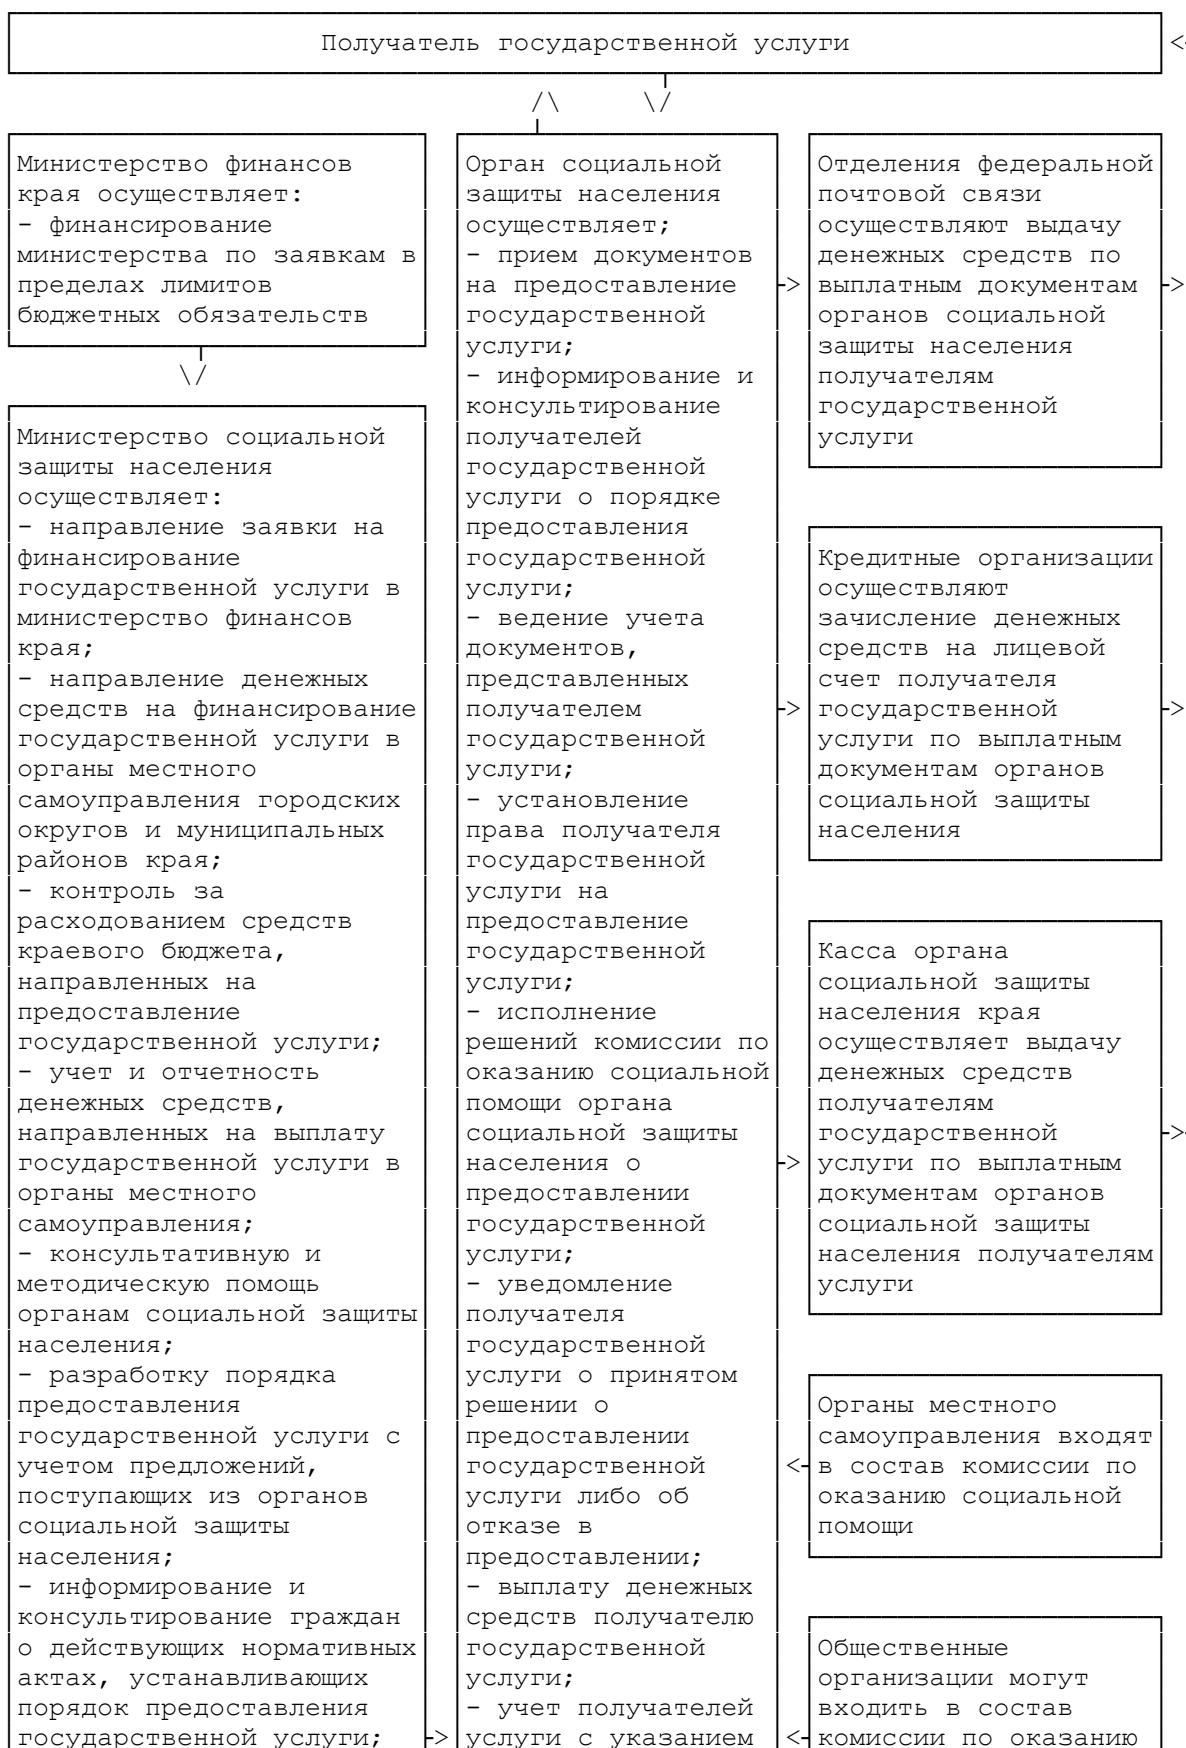 Получатель государственной услуги
Министерство финансов
края осуществляет:
- финансирование
министерства по заявкам в
пределах лимитов
бюджетных обязательств
Министерство социальной
защиты населения
осуществляет:
- направление заявки на
финансирование
государственной услуги в
министерство финансов
края;
- направление денежных
средств на финансирование
государственной услуги в
органы местного
самоуправления городских
округов и муниципальных
районов края;
- контроль за
расходованием средств
краевого бюджета,
направленных на
предоставление
государственной услуги;
- учет и отчетность
денежных средств,
направленных на выплату
государственной услуги в
органы местного
самоуправления;
- консультативную и
методическую помощь
органам социальной защиты
населения;
- разработку порядка
предоставления
государственной услуги с
учетом предложений,
поступающих из органов
социальной защиты
населения;
- информирование и
консультирование граждан
о действующих нормативных
актах, устанавливающих
порядок предоставления
государственной услуги;
Орган социальной
защиты населения
осуществляет;
- прием документов
на предоставление
государственной
услуги;
- информирование и
консультирование
получателей
государственной
услуги о порядке
предоставления
государственной
услуги;
- ведение учета
документов,
представленных
получателем
государственной
услуги;
- установление
права получателя
государственной
услуги на
предоставление
государственной
услуги;
- исполнение
решений комиссии по
оказанию социальной
помощи органа
социальной защиты
населения о
предоставлении
государственной
услуги;
- уведомление
получателя
государственной
услуги о принятом
решении о
предоставлении
государственной
услуги либо об
отказе в
предоставлении;
- выплату денежных
средств получателю
государственной
услуги;
- учет получателей
услуги с указанием
Отделения федеральной
почтовой связи
осуществляют выдачу
денежных средств по
выплатным документам
органов социальной
защиты населения
получателям
государственной
услуги
Кредитные организации
осуществляют
зачисление денежных
средств на лицевой
счет получателя
государственной
услуги по выплатным
документам органов
социальной защиты
населения
Касса органа
социальной защиты
населения края
осуществляет выдачу
денежных средств
получателям
государственной
услуги по выплатным
документам органов
социальной защиты
населения получателям
услуги
Органы местного
самоуправления входят
в состав комиссии по
оказанию социальной
помощи
Общественные
организации могут
входить в состав
комиссии по оказанию